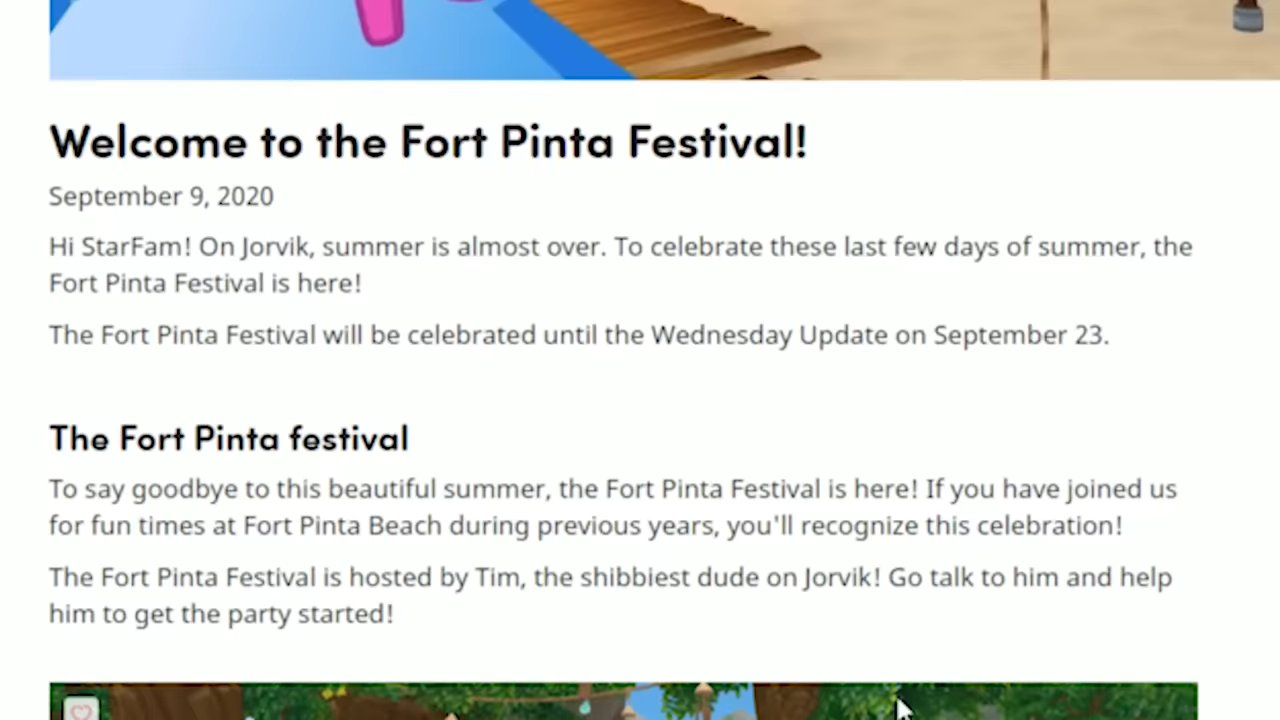 Welcome to the Fort Pinta Festival!
September 9, 2020
Hi StarFam! On Jorvik, summer is almost over. To celebrate these last few days of summer, the
Fort Pinta Festival is here!
The Fort Pinta Festival will be celebrated until the Wednesday Update on September 23.
The Fort Pinta festival
To say goodbye to this beautiful summer, the Fort Pinta Festival is here! If you have joined us
for fun times at Fort Pinta Beach during previous years, you'll recognize this celebration!
The Fort Pinta Festival is hosted by Tim, the shibbiest dude on Jorvik! Go talk to him and help
him to get the party started!